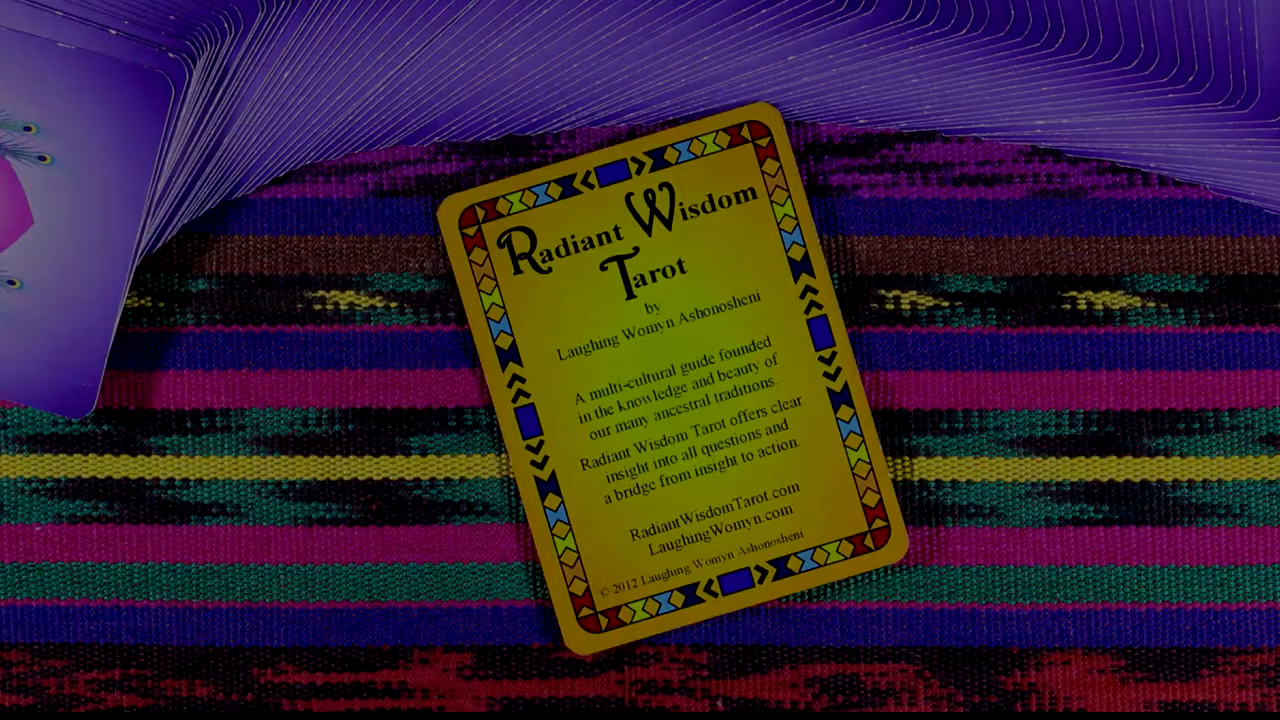 Radiant Wisdom
Tarot
by
Laughing Womyn Ashonosheni
A multi-cultural guide founded
in the knowledge and beauty of
our many ancestral traditions.
Radiant Wisdom Tarot offers clear
insight into all questions and
a bridge from insight to action.
RadiantWisdomTarot.com
LaughingWomyn.com
© 2012 Laughing Womyn Ashonosheni